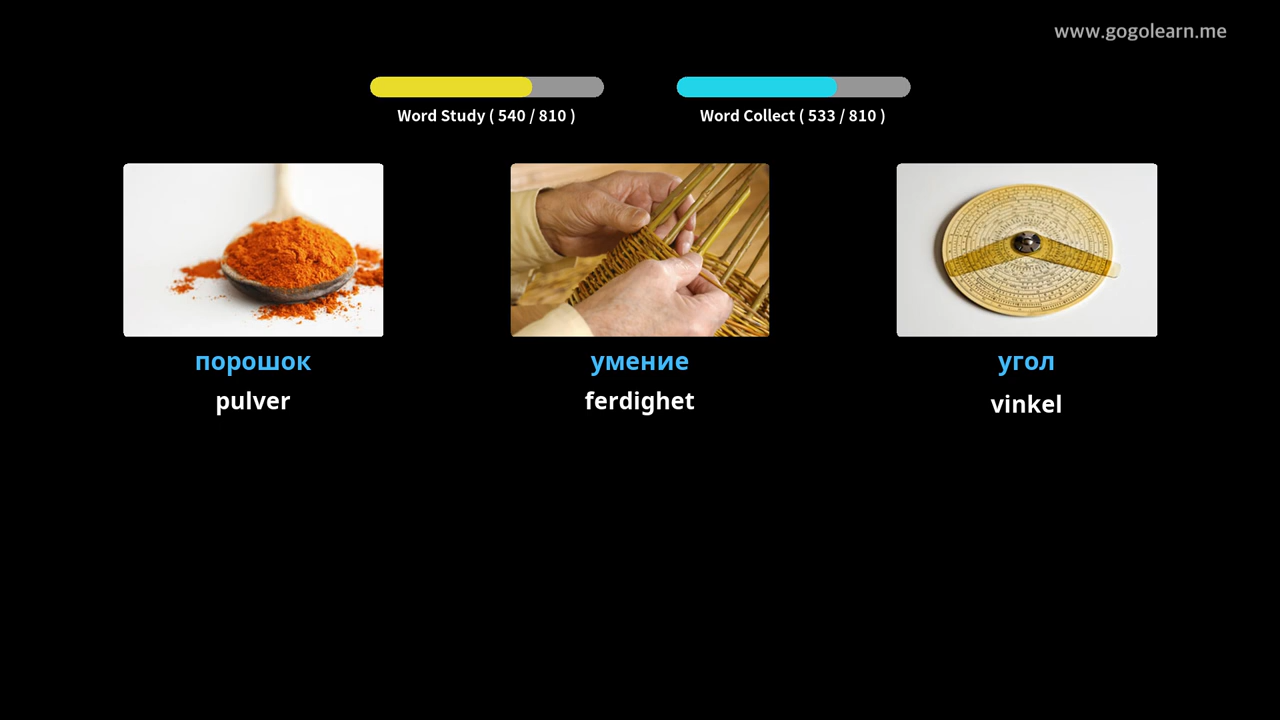 www.gogolearn.me
Word Study ( 540 / 810 )
Word Collect ( 533 / 810 )
порошок
pulver
умение
ferdighet
угол
vinkel